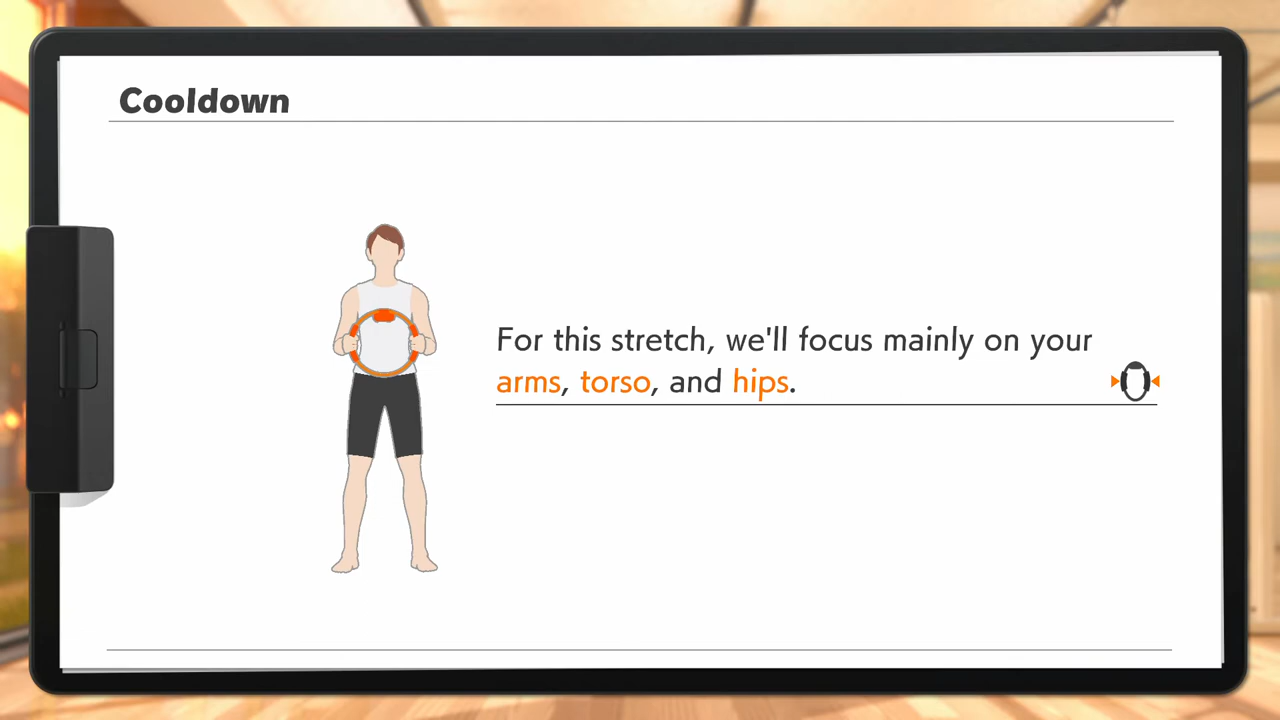 Cooldown
For this stretch, we'll focus mainly on your
arms, torso, and hips.